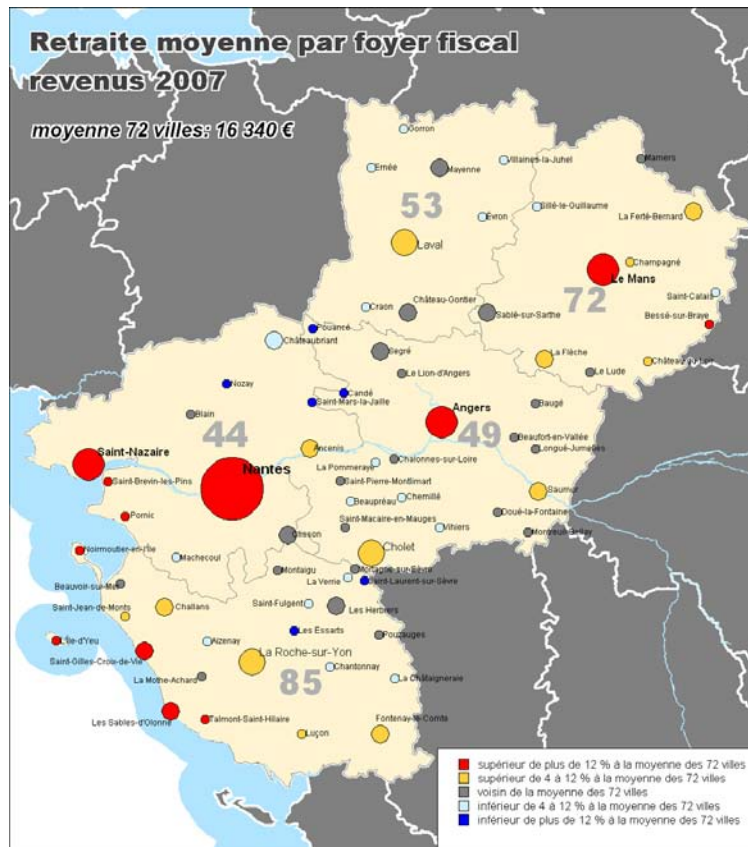 Retraite moyenne par foyer fiscal
revenus 2007
moyenne 72 villes: 16 340 €
Gorron
Ernée
Mayenne
Villaines-la-Juhel
Mamers
53
Sillé-le-Guillaume
La Ferté-Bernard
Évron
Laval
Champagné
Le Mans
72
Saint-Calais
Craon
Château-Gontier
Sablé-sur-Sarthe
Bessé-sur-Braye
Pouancé
Châteaubriant
Segré
La Flèche
Château-du-Loir
Le Lion-d'Angers
Le Lude
Nozay
Candé
Saint-Mars-la-Jaille
Baugé
Blain
Angers
44
49
Beaufort-en-Vallée
Longué-Jumelles
Saint-Nazaire
Ancenis
Chalonnes-sur-Loire
La Pommeraye
Nantes
Saint-Brevin-les-Pins
Saint-Pierre-Montlimart
Saumur
Beaupréau
Chemillé
Doué-la-Fontaine
Pornic
Saint-Macaire-en-Mauges
Vihiers
Montreuil-Bellay
Clisson
Noirmoutier-en-l'Île
Cholet
Machecoul
Montaigu
Mortagne-sur-Sèvre
La Verrie
Saint-Laurent-sur-Sèvre
Beauvoir-sur-Mer
Saint-Fulgent
Les Herbiers
Saint-Jean-de-Monts
Challans
Les Essarts
Pouzauges
L'Île-d'Yeu
Aizenay
Saint-Gilles-Croix-de-Vie
La Roche-sur-Yon
Chantonnay
La Mothe-Achard
85
La Châtaigneraie
Les Sables-d'Olonne
Talmont-Saint-Hilaire
Luçon
Fontenay-le-Comte
supérieur de plus de 12 % à la moyenne des 72 villes
supérieur de 4 à 12 % à la moyenne des 72 villes
voisin de la moyenne des 72 villes
inférieur de 4 à 12 % à la moyenne des 72 villes
inférieur de plus de 12 % à la moyenne des 72 villes